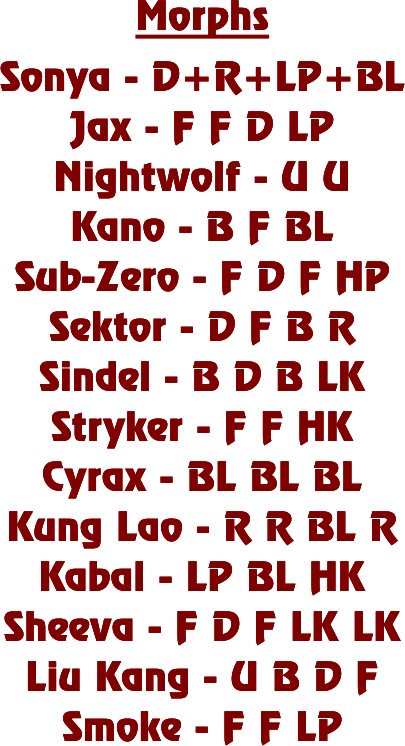 Morphs
Sonya - D+R+LP+BL
Jax - F F D LP
Nightwolf - U U
Kano - B F BL
Sub-Zero - F D F HP
Sektor - D F B R
Sindel - B D B LK
Stryker - F F HK
Cyrax - BL BL BL
Kung Lao - R R BL R
Kabal - LP BL HK
Sheeva - F D F LK LK
Liu Kang - U B D F
Smoke - F F LP